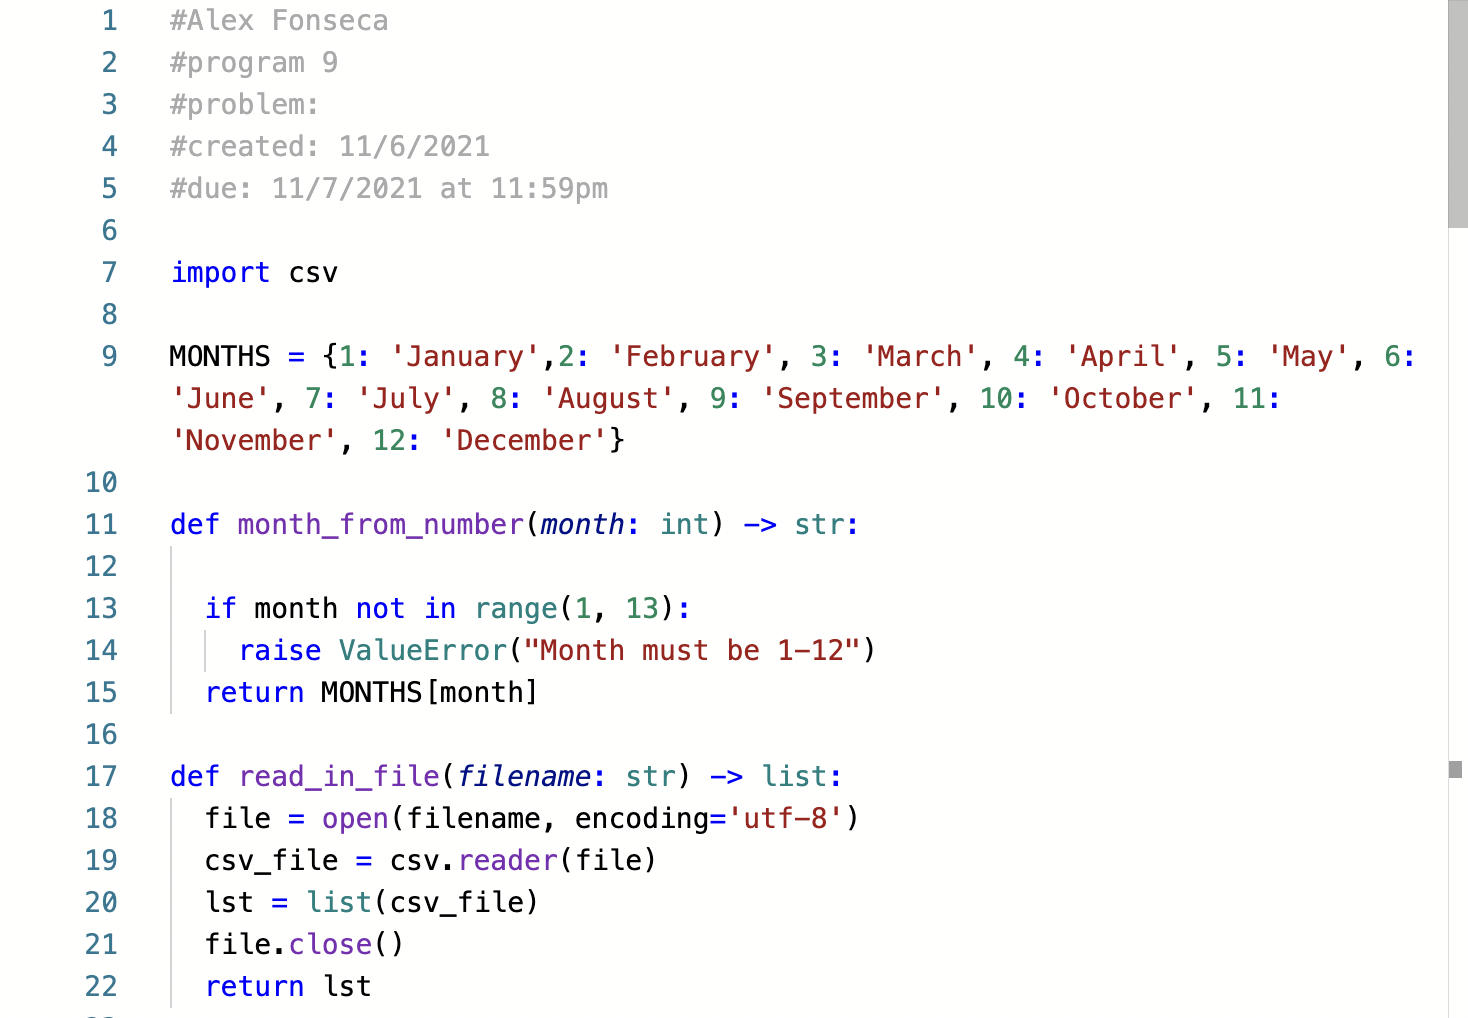 1 #Alex Fonseca
2 #program 9
3 #problem:
4 #created: 11/6/2021
5 #due: 11/7/2021 at 11:59pm
6
7 import csv
8
9 MONTHS = {1: 'January',2: 'February', 3: 'March', 4: 'April', 5: 'May', 6:
'June', 7: 'July', 8: 'August', 9: 'September', 10: 'October', 11:
'November', 12: 'December'}
10
11 def month_from_number(month: int) -> str:
12
13   if month not in range(1, 13):
14     raise ValueError("Month must be 1-12")
15   return MONTHS[month]
16
17 def read_in_file(filename: str) -> list:
18   file = open(filename, encoding='utf-8')
19   csv_file = csv.reader(file)
20   lst = list(csv_file)
21   file.close()
22   return lst